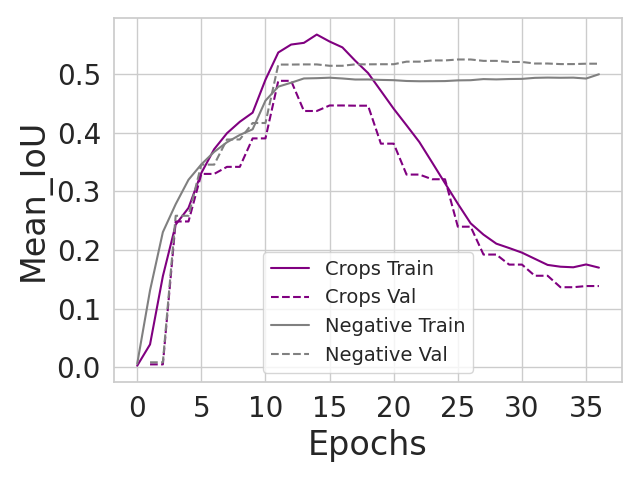 Mean_IoU
0.5
0.4
0.3
0.2
0.1
0.0
Crops Train
Crops Val
Negative Train
Negative Val
0 5 10 15 20 25 30 35
Epochs